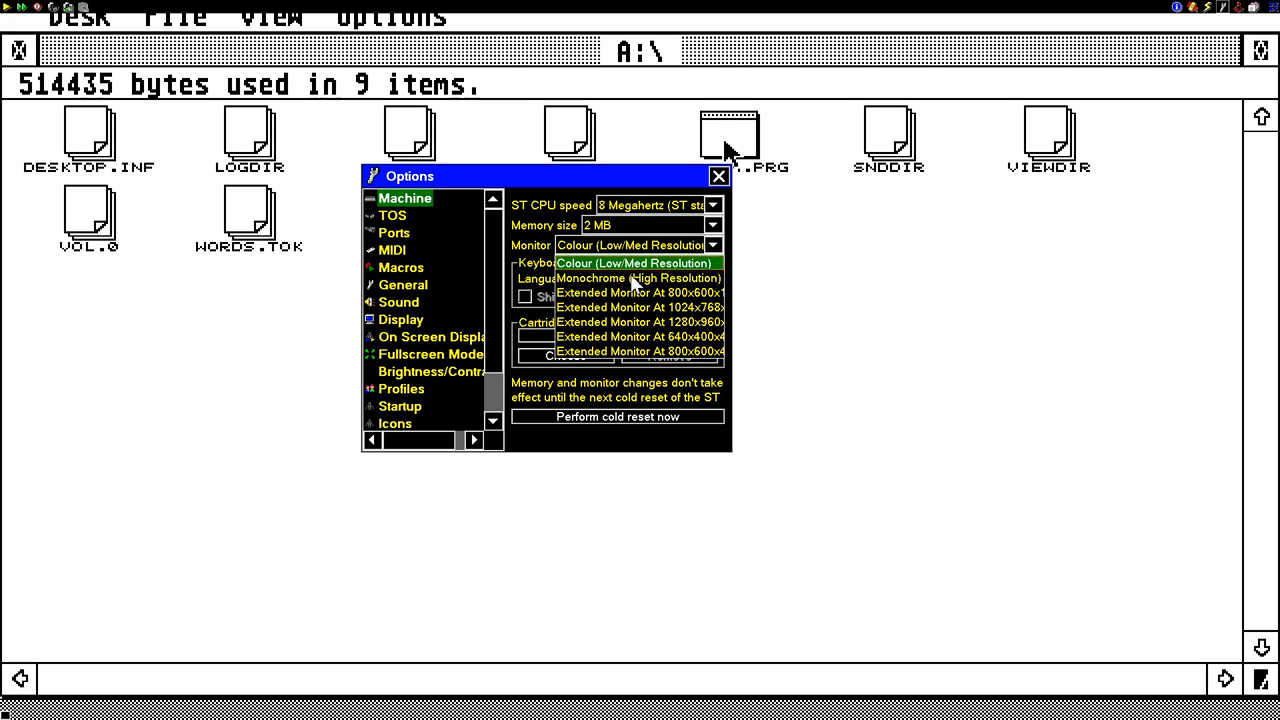 Desk File View Options
A:\
514435 bytes used in 9 items.
DESKTOP.INF
LOGDIR
.PRG
SNDDIR
VIEWDIR
VOL.0
WORDS.TOK
Options
Machine
TOS
Ports
MIDI
Macros
General
Sound
Display
On Screen Displa
Fullscreen Mode
Brightness/Contra
Profiles
Startup
Icons
ST CPU speed 8 Megahertz (ST sta
Memory size 2 MB
Monitor Colour (Low/Med Resolution
Colour (Low/Med Resolution)
Monochrome (High Resolution)
Extended Monitor At 800x600x1
Extended Monitor At 1024x768x
Extended Monitor At 1280x960x
Extended Monitor At 640x400x4
Extended Monitor At 800x600x4
Keyboa
Langua
Shi
Cartrid
Memory and monitor changes don't take
effect until the next cold reset of the ST
Perform cold reset now